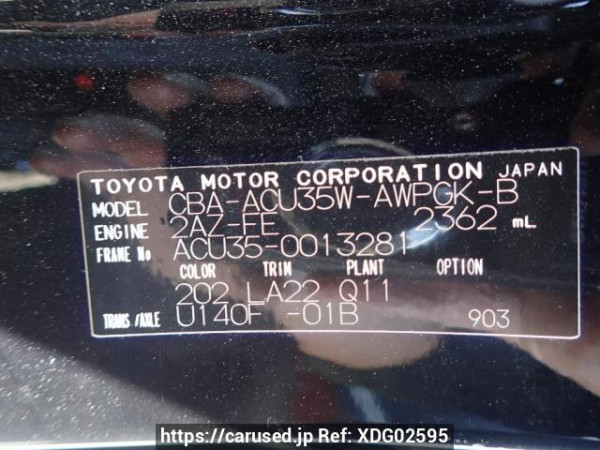 TOYOTA MOTOR CORPORATION JAPAN
MODEL CBA-ACU35W-AWPGK-B
ENGINE 2AZ-FE 2362 mL
FRAME No ACU35-0013281
COLOR TRIM PLANT OPTION
202 LA22 Q11
TRANS/AXLE U140F -01B 903
https://carused.jp Ref: XDG02595